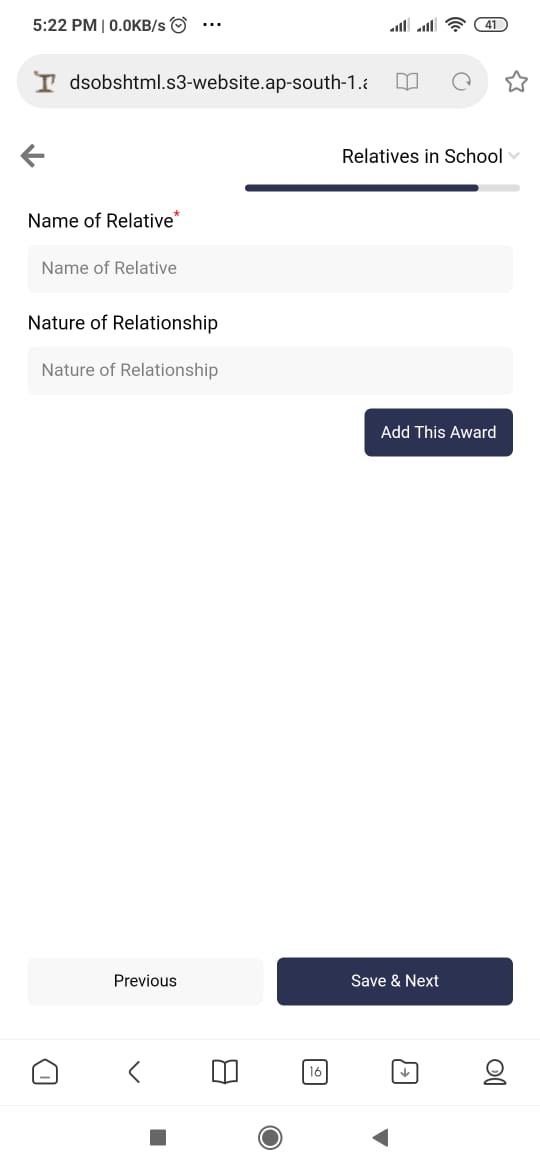 5:22 PM | 0.0KB/s ... 41
dsobshtml.s3-website.ap-south-1.
Relatives in School
Name of Relative*
Name of Relative
Nature of Relationship
Nature of Relationship
Add This Award
Previous
Save & Next
16